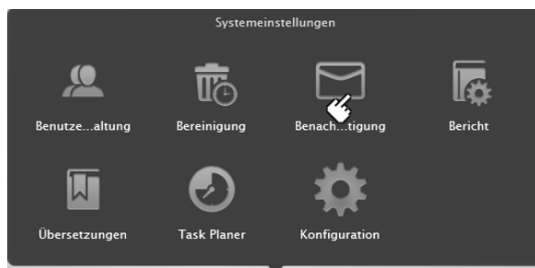 Systemeinstellungen
Benutze...altung Bereinigung Benach...tigung Bericht
Übersetzungen Task Planer Konfiguration